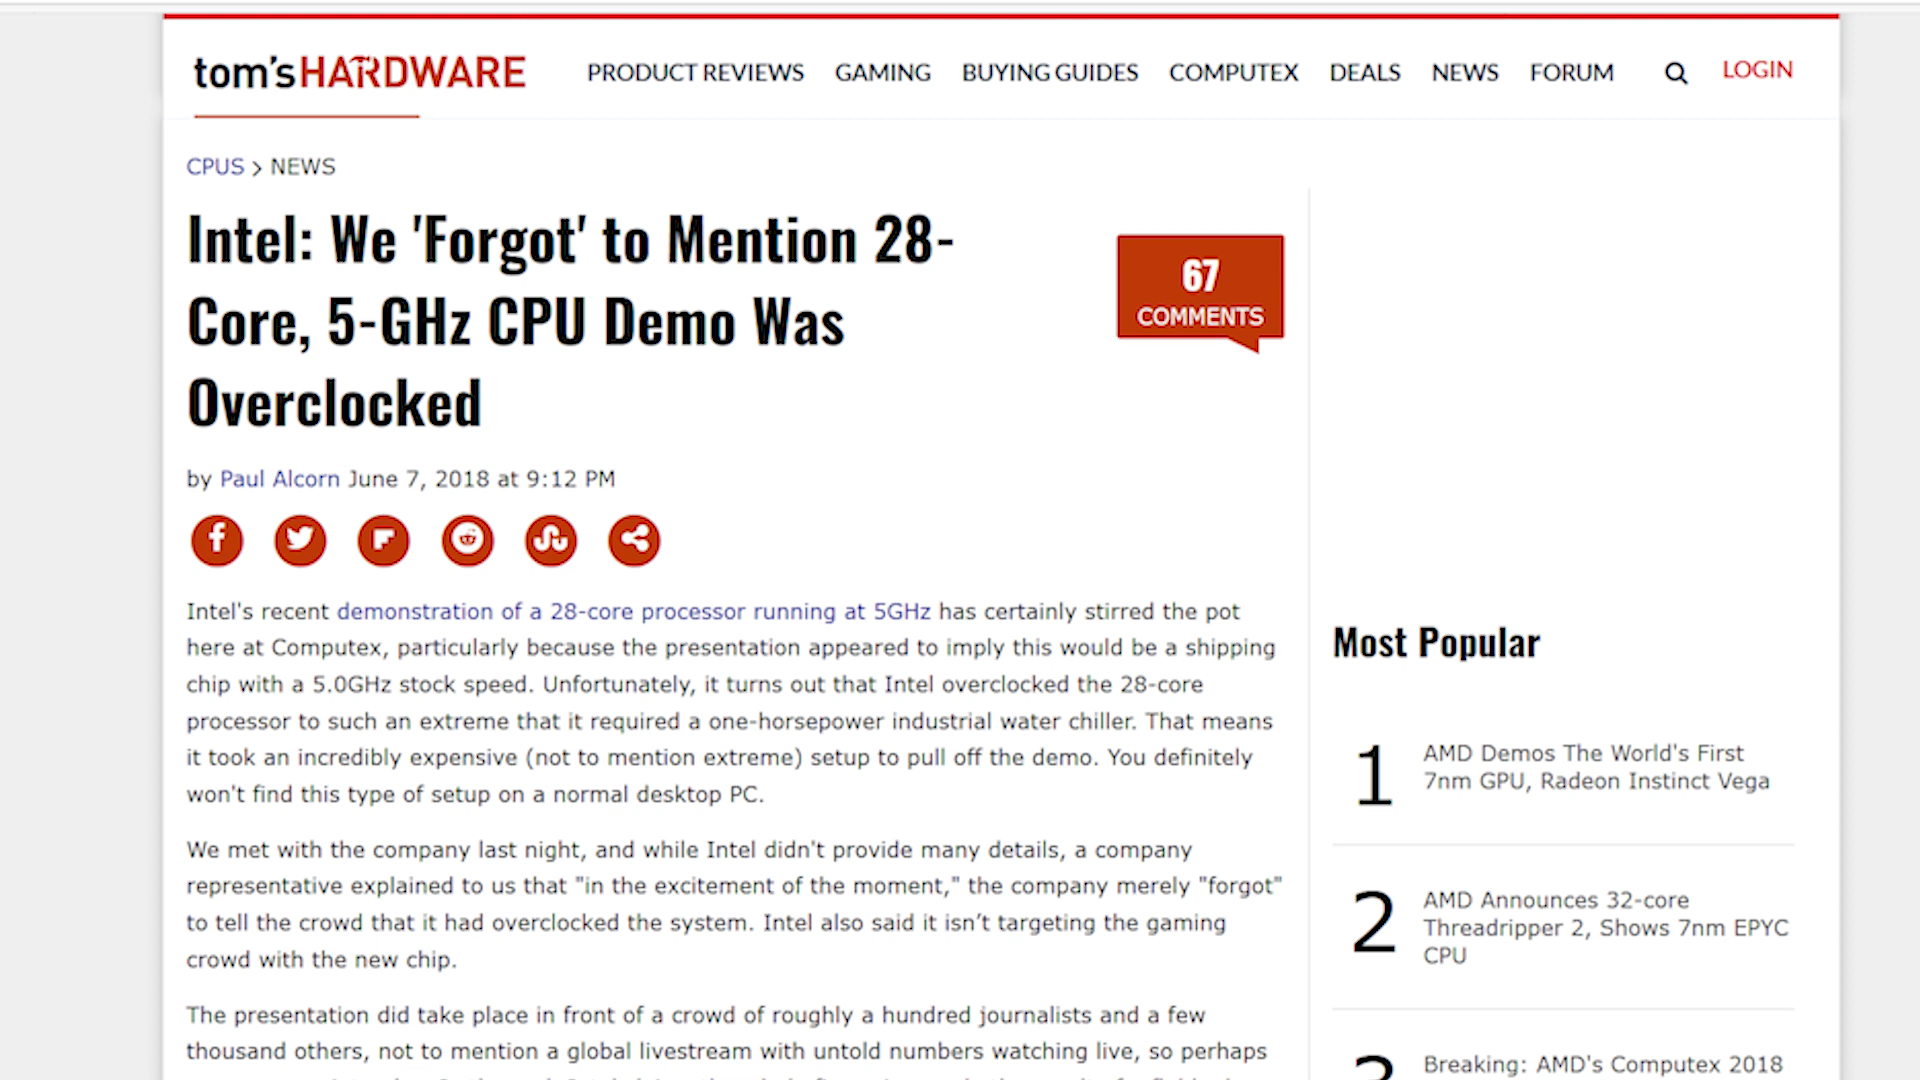 tom'sHARDWARE PRODUCT REVIEWS GAMING BUYING GUIDES COMPUTEX DEALS NEWS FORUM LOGIN
CPUS > NEWS
Intel: We 'Forgot' to Mention 28-
Core, 5-GHz CPU Demo Was
Overclocked
67
COMMENTS
by Paul Alcorn June 7, 2018 at 9:12 PM
Intel's recent demonstration of a 28-core processor running at 5GHz has certainly stirred the pot
here at Computex, particularly because the presentation appeared to imply this would be a shipping
chip with a 5.0GHz stock speed. Unfortunately, it turns out that Intel overclocked the 28-core
processor to such an extreme that it required a one-horsepower industrial water chiller. That means
it took an incredibly expensive (not to mention extreme) setup to pull off the demo. You definitely
won't find this type of setup on a normal desktop PC.
We met with the company last night, and while Intel didn't provide many details, a company
representative explained to us that "in the excitement of the moment," the company merely "forgot"
to tell the crowd that it had overclocked the system. Intel also said it isn’t targeting the gaming
crowd with the new chip.
The presentation did take place in front of a crowd of roughly a hundred journalists and a few
thousand others, not to mention a global livestream with untold numbers watching live, so perhaps
Most Popular
1
AMD Demos The World's First
7nm GPU, Radeon Instinct Vega
2
AMD Announces 32-core
Threadripper 2, Shows 7nm EPYC
CPU
3
Breaking: AMD's Computex 2018